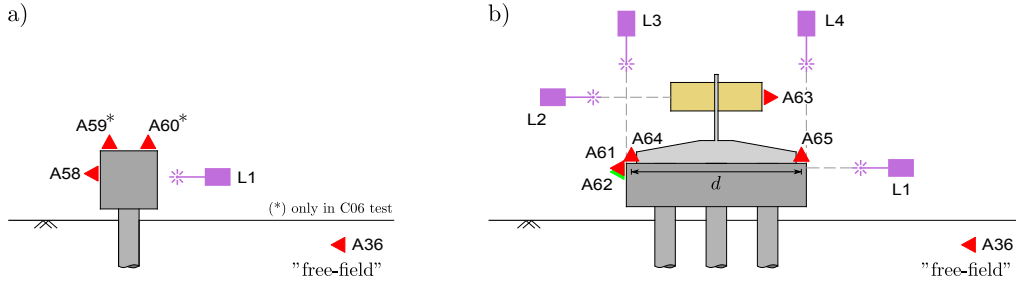 a)
A59* A60*
A58
L1
(*) only in C06 test
A36
"free-field"
b)
L3
L4
L2
A63
A64
A65
A61
A62
d
L1
A36
"free-field"